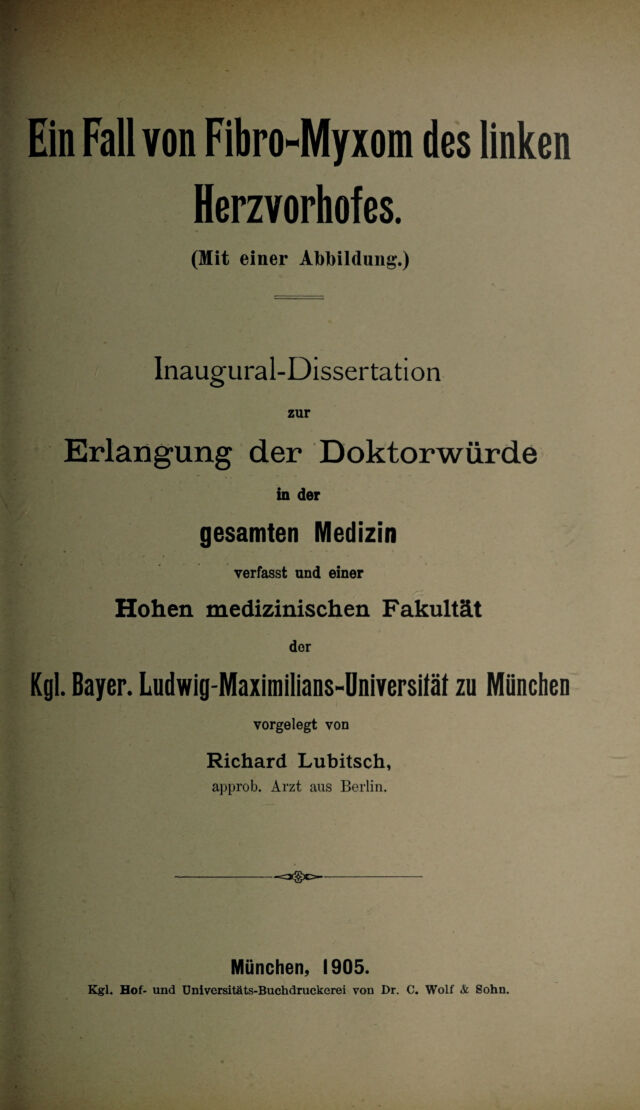 Ein Fall von Fibro-Myxom des linken
Herzvorhofes.
(Mit einer Abbildung.)
Inaugural-Dissertation
zur
Erlangung der Doktorwürde
in der
gesamten Medizin
verfasst und einer
Hohen medizinischen Fakultät
der
Kgl. Bayer. Ludwig-Maximilians-Universität zu München
vorgelegt von
Richard Lubitsch,
approb. Arzt aus Berlin.
München, 1905.
Kgl. Hof- und Universitäts-Buchdruckerei von Dr. C. Wolf & Sohn.